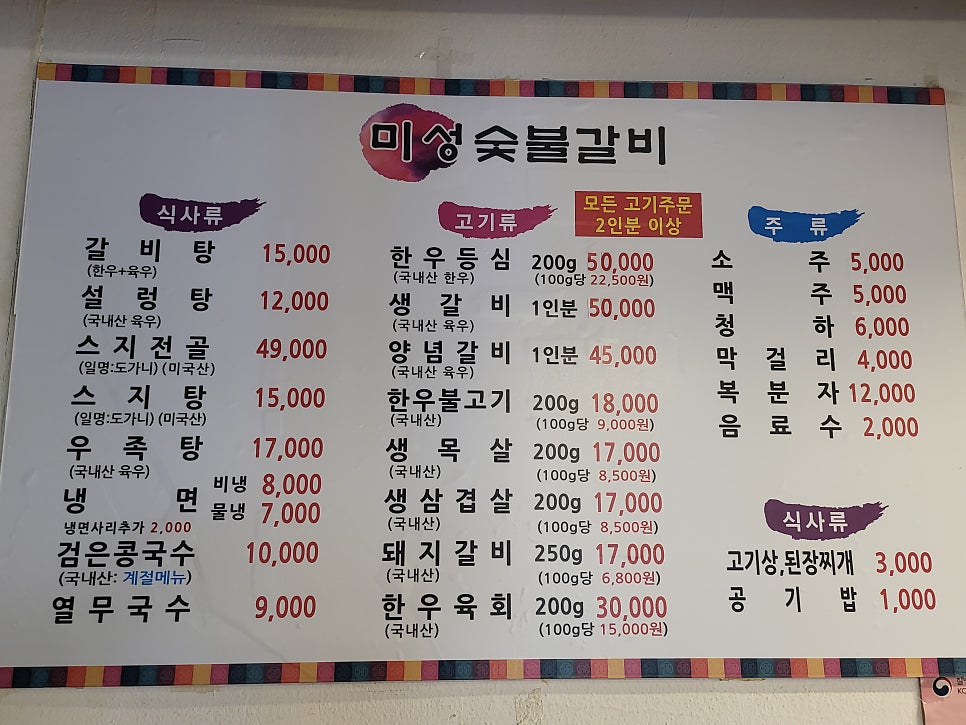 미성숯불갈비
식사류
갈비탕 15,000
(한우+육우)
설렁탕 12,000
(국내산 육우)
스지전골 49,000
(일명:도가니) (미국산)
스지탕 15,000
(일명:도가니) (미국산)
우족탕 17,000
(국내산 육우)
냉면 비냉 8,000
물냉 7,000
냉면사리추가 2,000
검은콩국수 10,000
(국내산: 계절메뉴)
열무국수 9,000
고기류
모든 고기주문
2인분 이상
한우등심 200g 50,000
(국내산 한우) (100g당 22,500원)
생갈비 1인분 50,000
(국내산 육우)
양념갈비 1인분 45,000
(국내산 육우)
한우불고기 200g 18,000
(국내산) (100g당 9,000원)
생목살 200g 17,000
(국내산) (100g당 8,500원)
생삼겹살 200g 17,000
(국내산) (100g당 8,500원)
돼지갈비 250g 17,000
(국내산) (100g당 6,800원)
한우육회 200g 30,000
(국내산) (100g당 15,000원)
주류
소주 5,000
맥주 5,000
청하 6,000
막걸리 4,000
복분자 12,000
음료수 2,000
식사류
고기상,된장찌개 3,000
공기밥 1,000